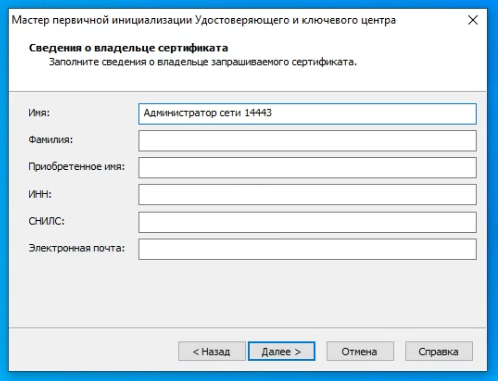 Мастер первичной инициализации Удостоверяющего и ключевого центра
Сведения о владельце сертификата
Заполните сведения о владельце запрашиваемого сертификата.
Имя: Администратор сети 14443
Фамилия:
Приобретенное имя:
ИНН:
СНИЛС:
Электронная почта:
< Назад Далее > Отмена Справка